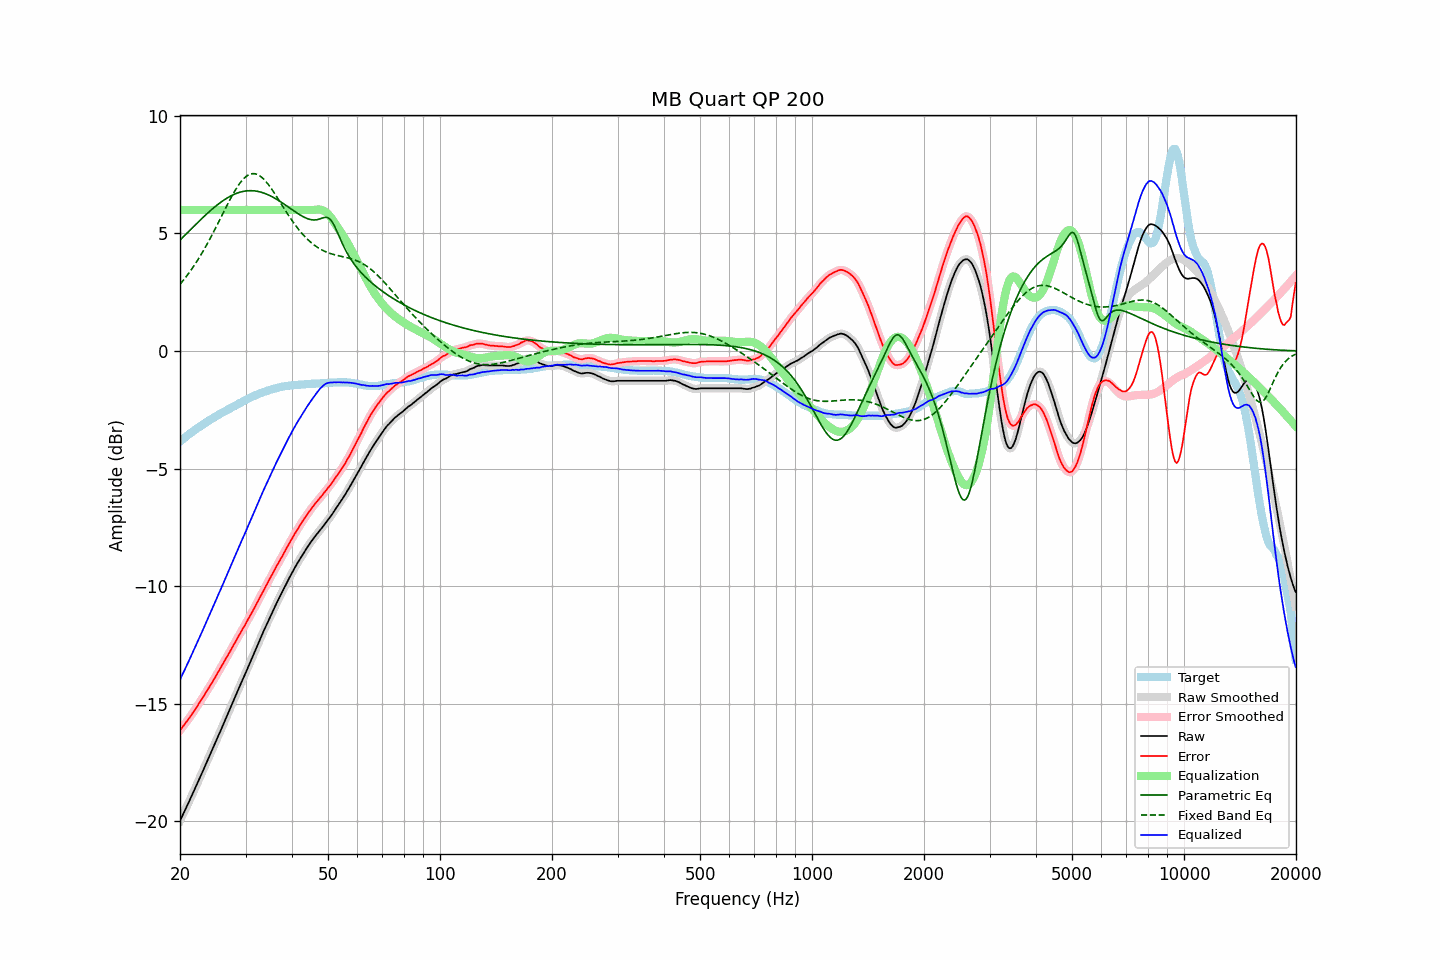 MB Quart QP 200
10
5
0
−5
−10
−15
−20
Amplitude (dBr)
20
50
100
200
500
1000
2000
5000
10000
20000
Frequency (Hz)
Target
Raw Smoothed
Error Smoothed
Raw
Error
Equalization
Parametric Eq
Fixed Band Eq
Equalized